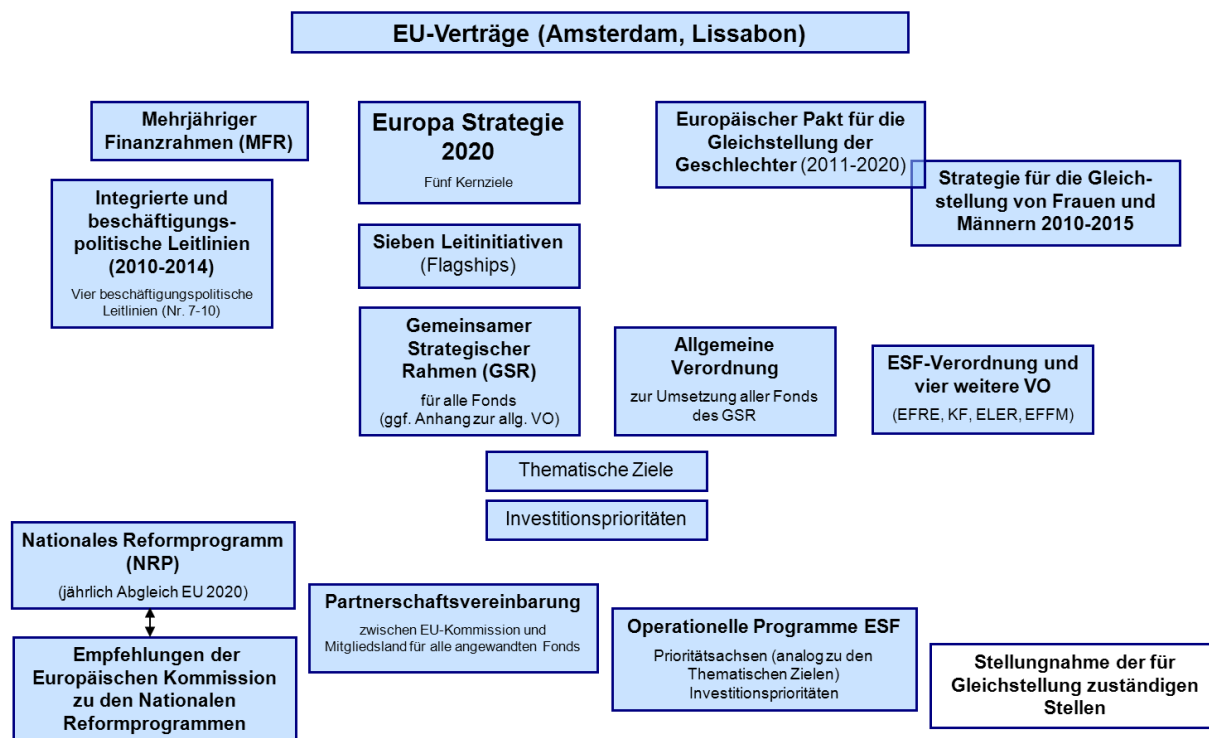 EU-Verträge (Amsterdam, Lissabon)
Mehrjähriger
Finanzrahmen (MFR)
Europa Strategie
2020
Fünf Kernziele
Europäischer Pakt für die
Gleichstellung der
Geschlechter (2011-2020)
Strategie für die Gleich-
stellung von Frauen und
Männern 2010-2015
Integrierte und
beschäftigungs-
politische Leitlinien
(2010-2014)
Vier beschäftigungspolitische
Leitlinien (Nr. 7-10)
Sieben Leitinitiativen
(Flagships)
Gemeinsamer
Strategischer
Rahmen (GSR)
für alle Fonds
(ggf. Anhang zur allg. VO)
Allgemeine
Verordnung
zur Umsetzung aller Fonds
des GSR
ESF-Verordnung und
vier weitere VO
(EFRE, KF, ELER, EFFM)
Thematische Ziele
Investitionsprioritäten
Nationales Reformprogramm
(NRP)
(jährlich Abgleich EU 2020)
Empfehlungen der
Europäischen Kommission
zu den Nationalen
Reformprogrammen
Partnerschaftsvereinbarung
zwischen EU-Kommission und
Mitgliedsland für alle angewandten Fonds
Operationelle Programme ESF
Prioritätsachsen (analog zu den
Thematischen Zielen)
Investitionsprioritäten
Stellungnahme der für
Gleichstellung zuständigen
Stellen